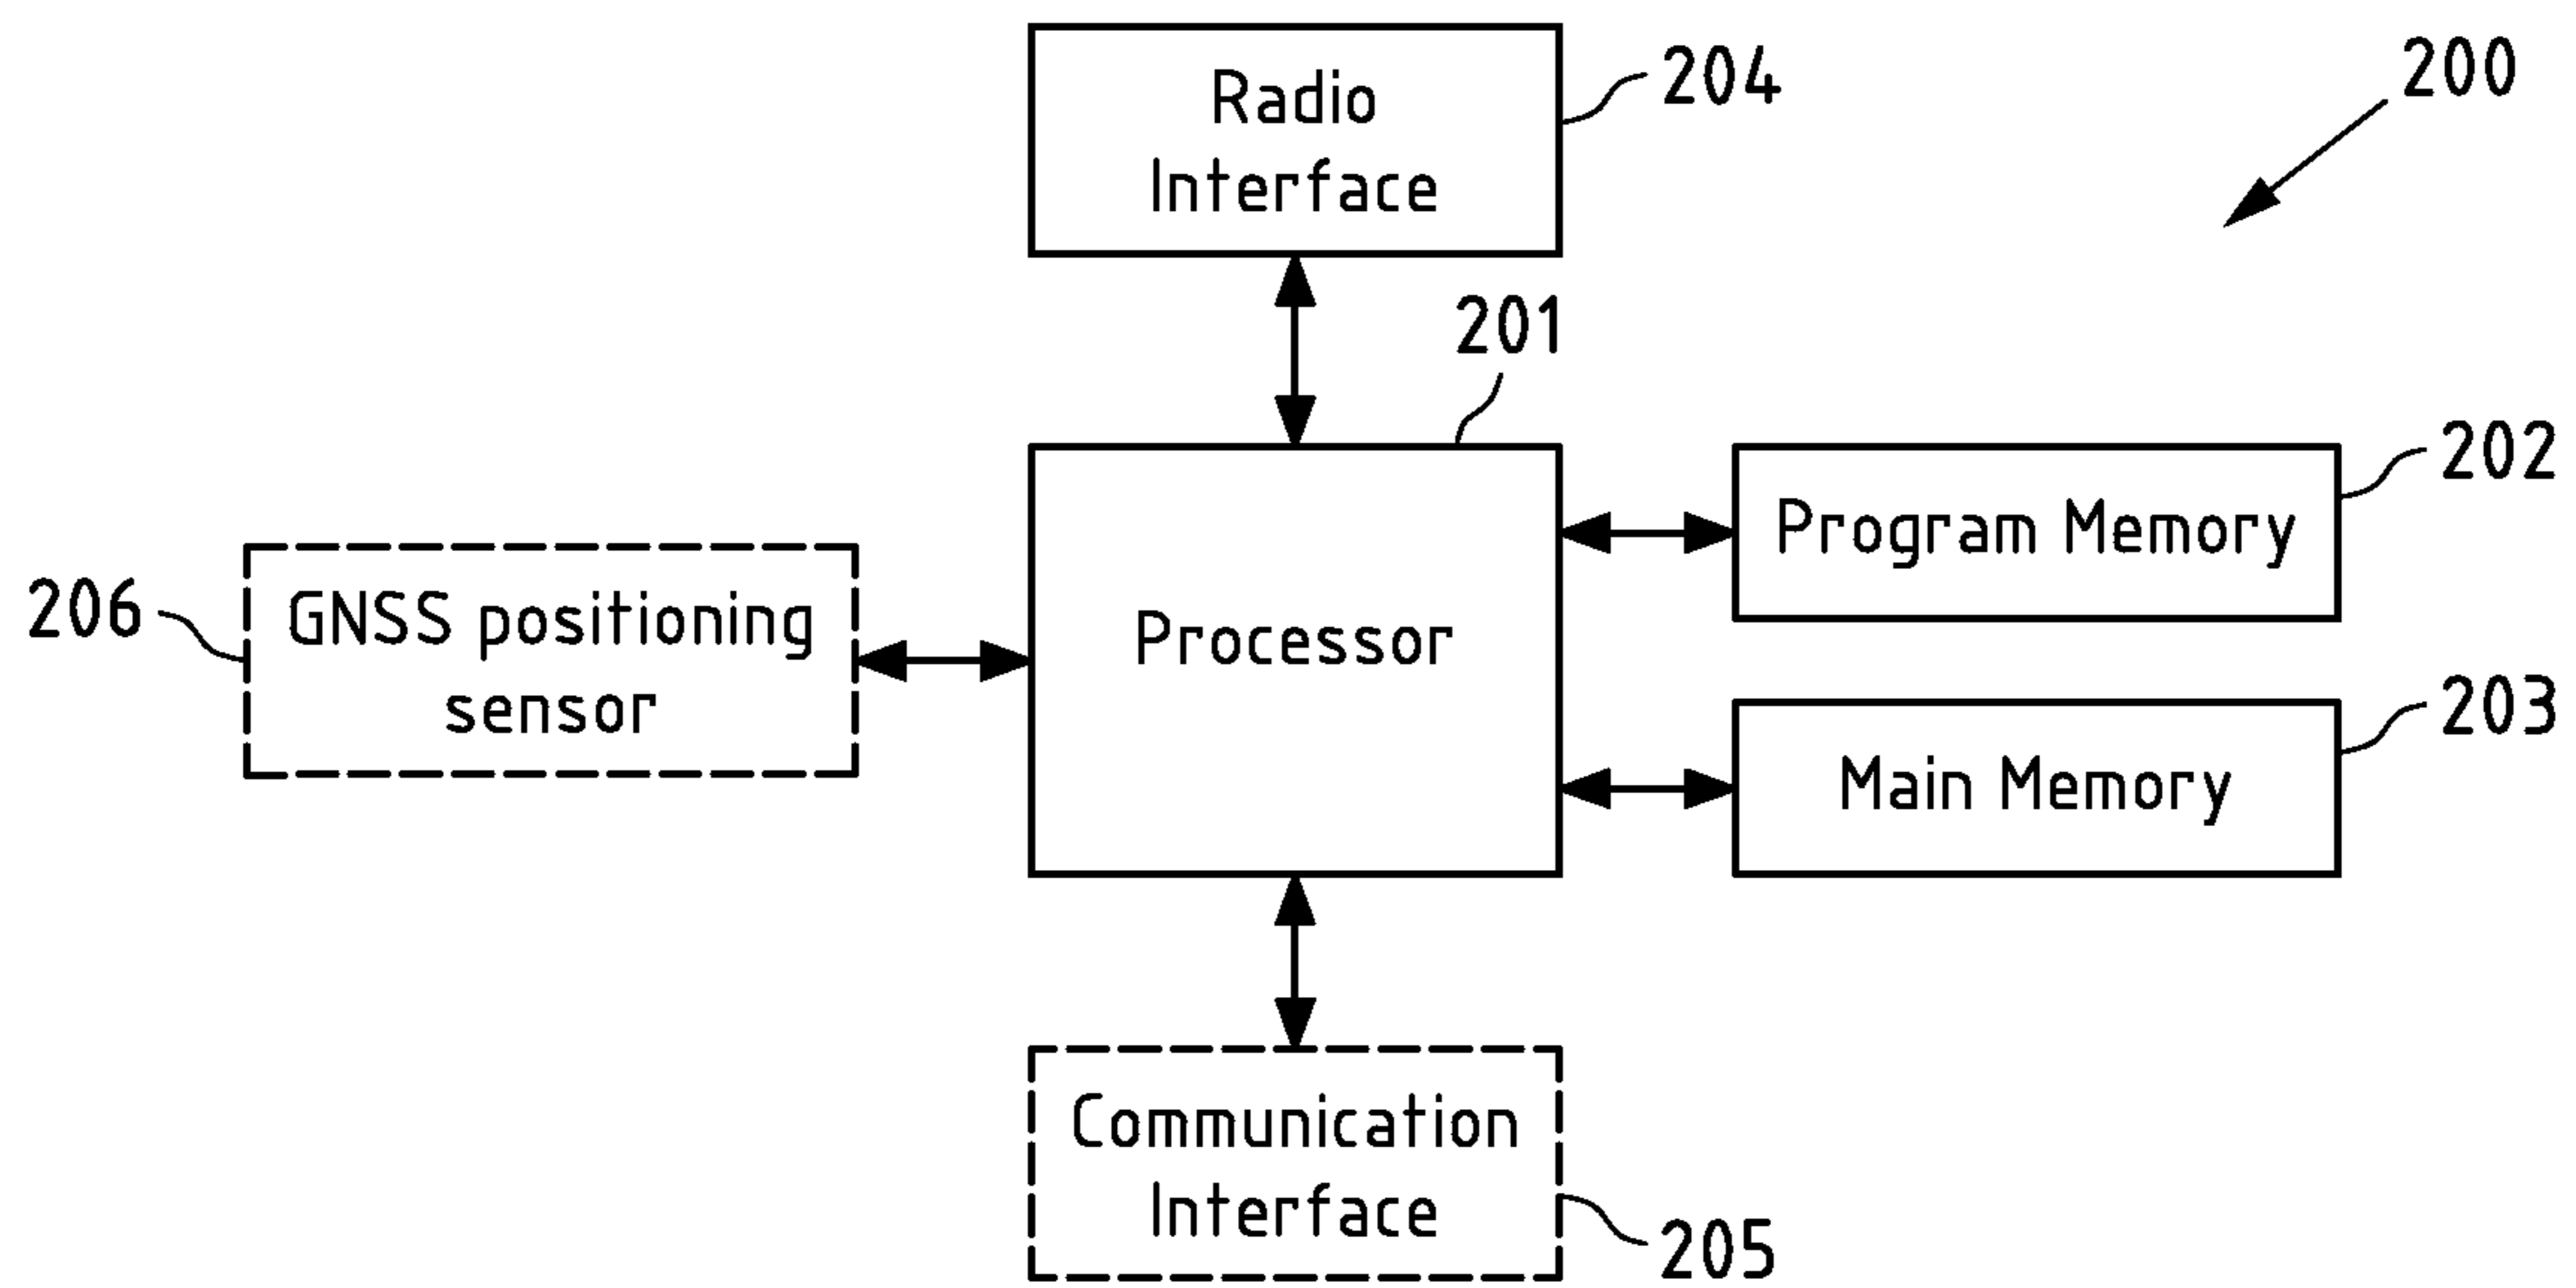 Radio
Interface
204
200
201
Processor
Program Memory
202
206
GNSS positioning
sensor
Main Memory
203
Communication
Interface
205